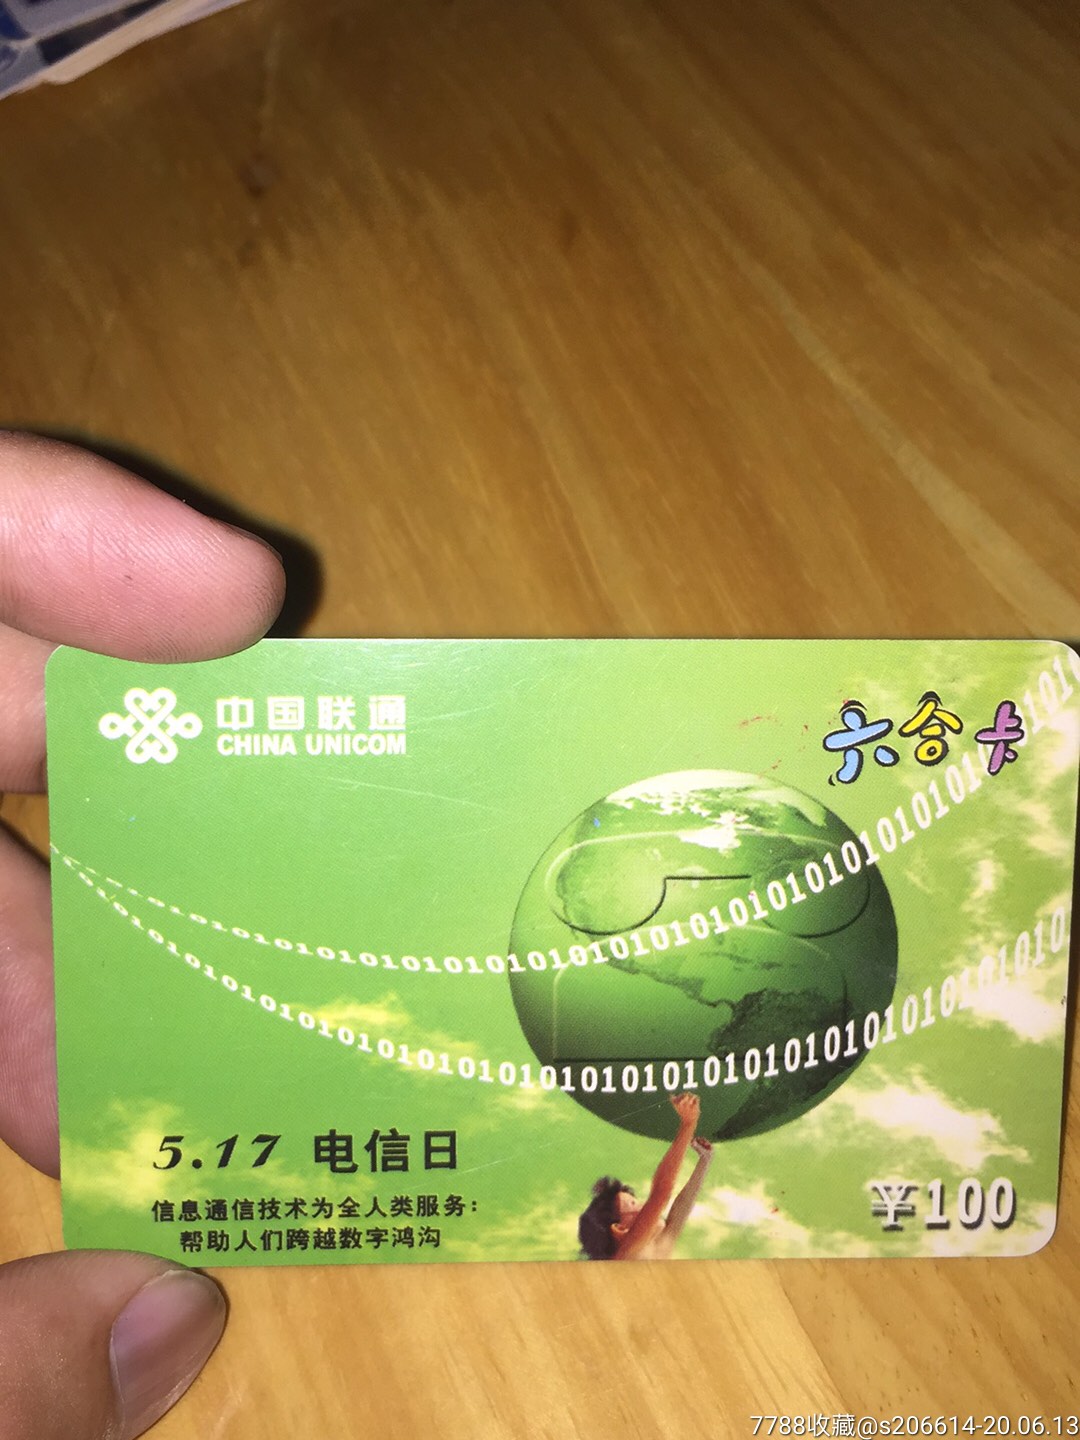 中国联通
CHINA UNICOM
六合卡
5.17 电信日
信息通信技术为全人类服务：
帮助人们跨越数字鸿沟
¥100
7788收藏@s206614-20.06.13